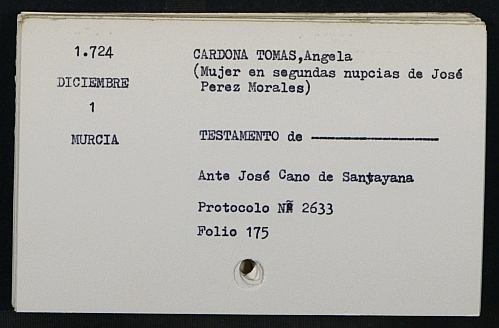 1.724
DICIEMBRE
1
MURCIA
CARDONA TOMAS,Angela
(Mujer en segundas nupcias de José
Perez Morales)
TESTAMENTO de ————————
Ante José Cano de Santayana
Protocolo Nº 2633
Folio 175